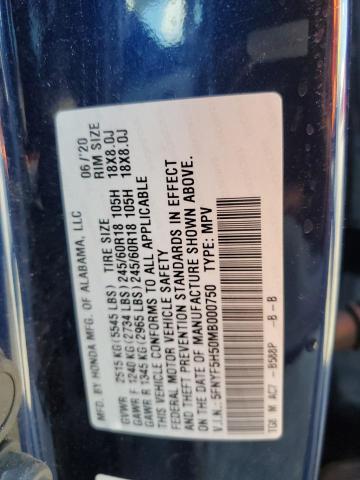 MFD. BY HONDA MFG. OF ALABAMA, LLC 06/'20
TIRE SIZE RIM SIZE
GVWR 2515 KG (5545 LBS)
GAWR F 1240 KG (2734 LBS) 245/60R18 105H 18X8.0J
GAWR R 1345 KG (2965 LBS) 245/60R18 105H 18X8.0J
THIS VEHICLE CONFORMS TO ALL APPLICABLE
FEDERAL MOTOR VEHICLE SAFETY
AND THEFT PREVENTION STANDARDS IN EFFECT
ON THE DATE OF MANUFACTURE SHOWN ABOVE.
V.I.N.: 5FNYF5H50MB000750 TYPE: MPV
TG8 M AC7 -B588P -B-B